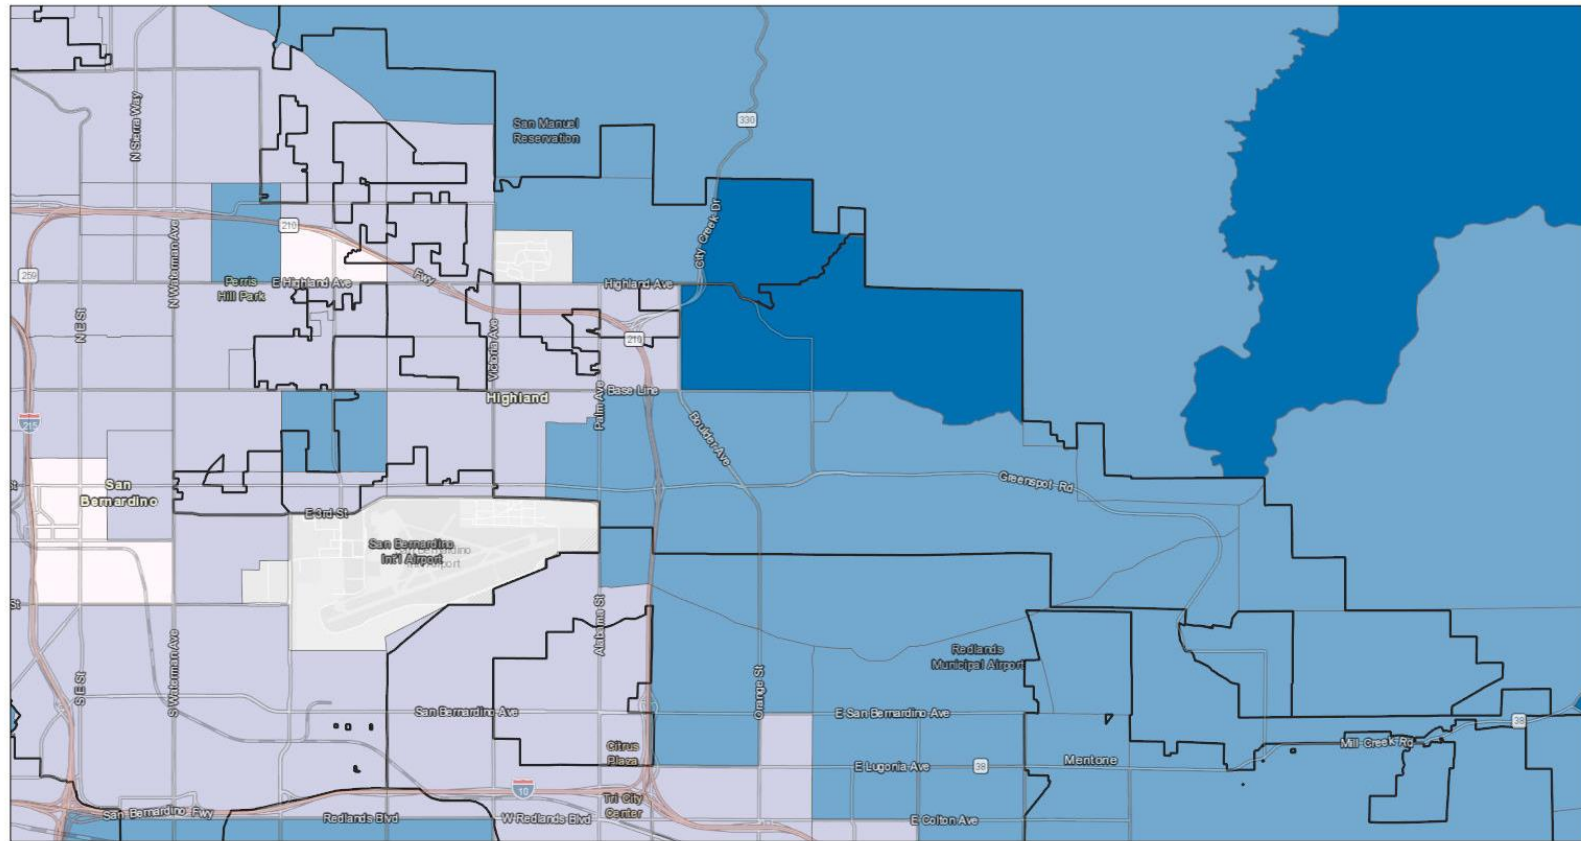 N Sierra Way
San Manuel
Reservation
330
210
N Waterman Ave
City Creek Dr
259
Perris
Hill Park
E Highland Ave
Fwy
Highland Ave
N E St
Victoria Ave
210
Highland
Palm Ave
Base Line
215
Boulder Ave
San
Bernardino
St
Greenspot Rd
E 3rd St
San Bernardino
Int'l Airport
St
Alabama St
Redlands
Municipal Airport
S E St
S Waterman Ave
Orange St
San Bernardino Ave
E San Bernardino Ave
38
Citrus
Plaza
Mill Creek Rd
E Lugonia Ave
38
Mentone
10
Tri City
Center
San Bernardino Fwy
Redlands Blvd
W Redlands Blvd
E Colton Ave